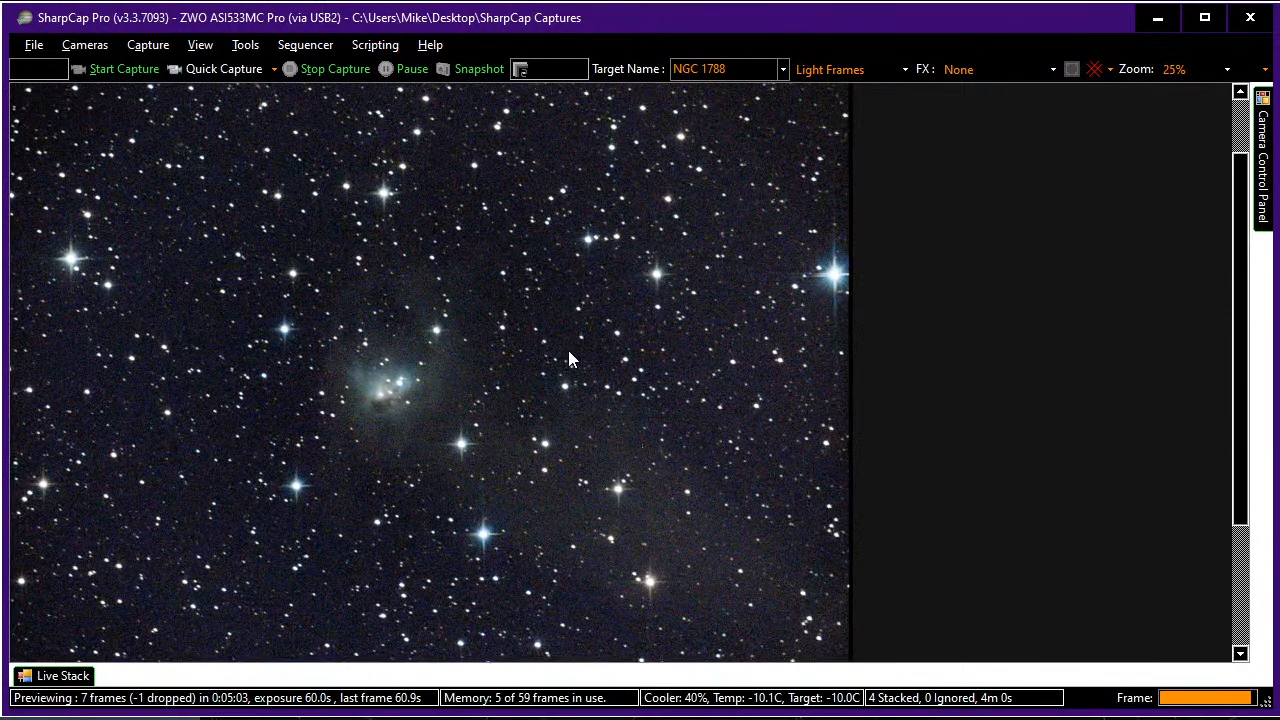 SharpCap Pro (v3.3.7093) - ZWO ASI533MC Pro (via USB2) - C:\Users\Mike\Desktop\SharpCap Captures
File Cameras Capture View Tools Sequencer Scripting Help
Start Capture Quick Capture Stop Capture Pause Snapshot Target Name : NGC 1788 Light Frames FX : None Zoom: 25%
Camera Control Panel
Live Stack
Previewing : 7 frames (-1 dropped) in 0:05:03, exposure 60.0s, last frame 60.9s Memory: 5 of 59 frames in use. Cooler: 40%, Temp: -10.1C, Target: -10.0C 4 Stacked, 0 Ignored, 4m 0s Frame: